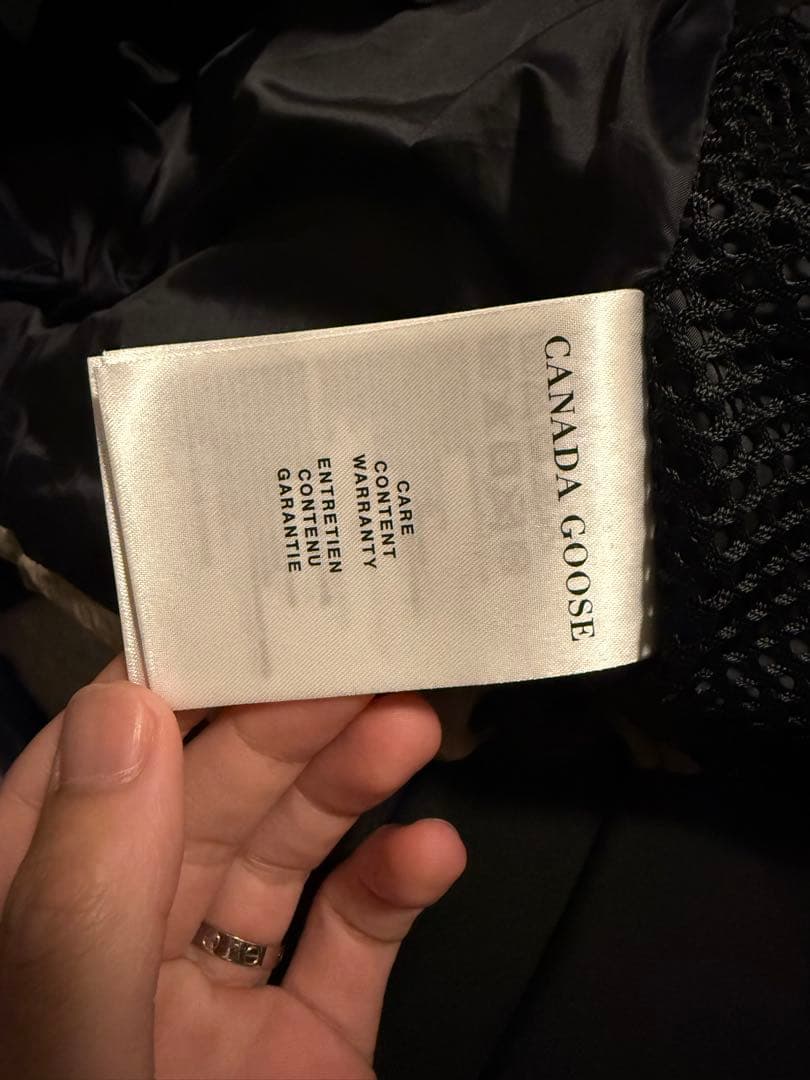 CANADA GOOSE
CARE
CONTENT
WARRANTY
ENTRETIEN
CONTENU
GARANTIE